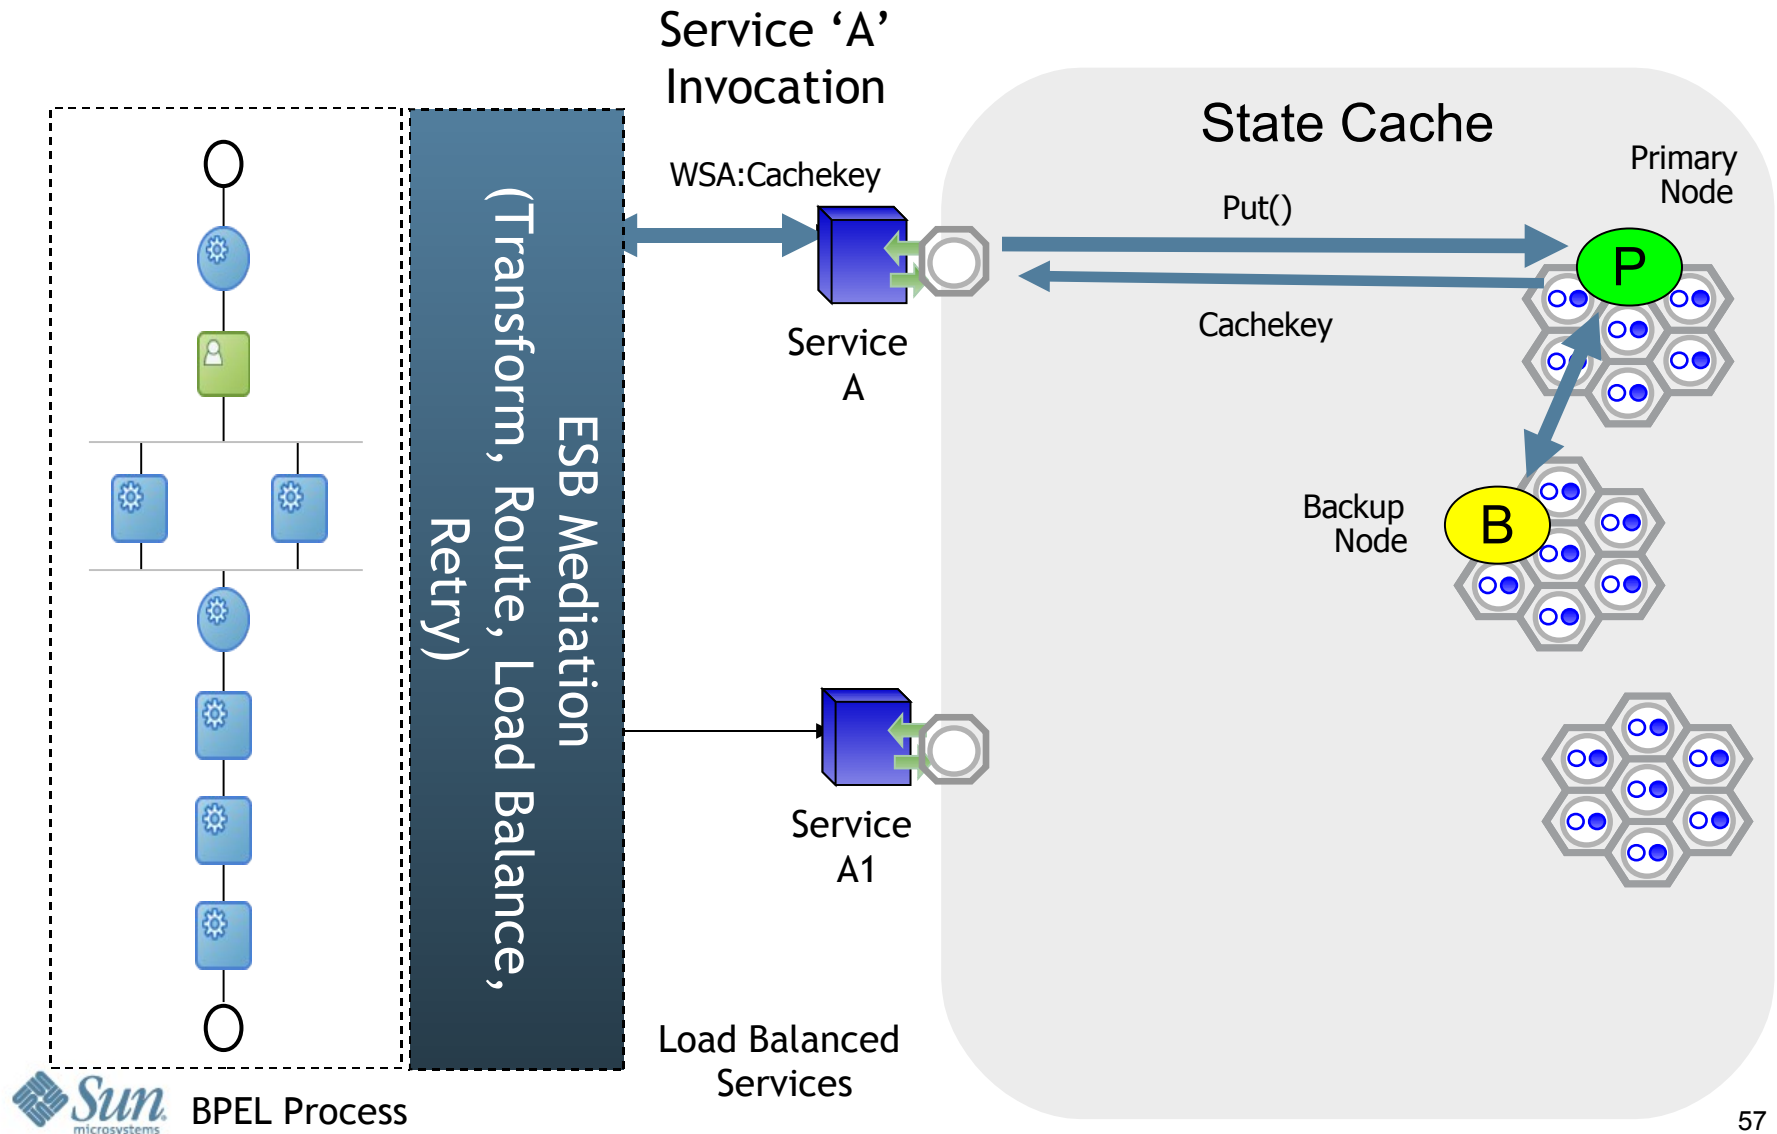 Service ‘A’
Invocation
State Cache
Primary
Node
WSA:Cachekey
Put()
P
Cachekey
Service
A
ESB Mediation
(Transform, Route, Load Balance,
Retry)
Backup
Node
B
Service
A1
Load Balanced
Services
Sun
microsystems
BPEL Process
57